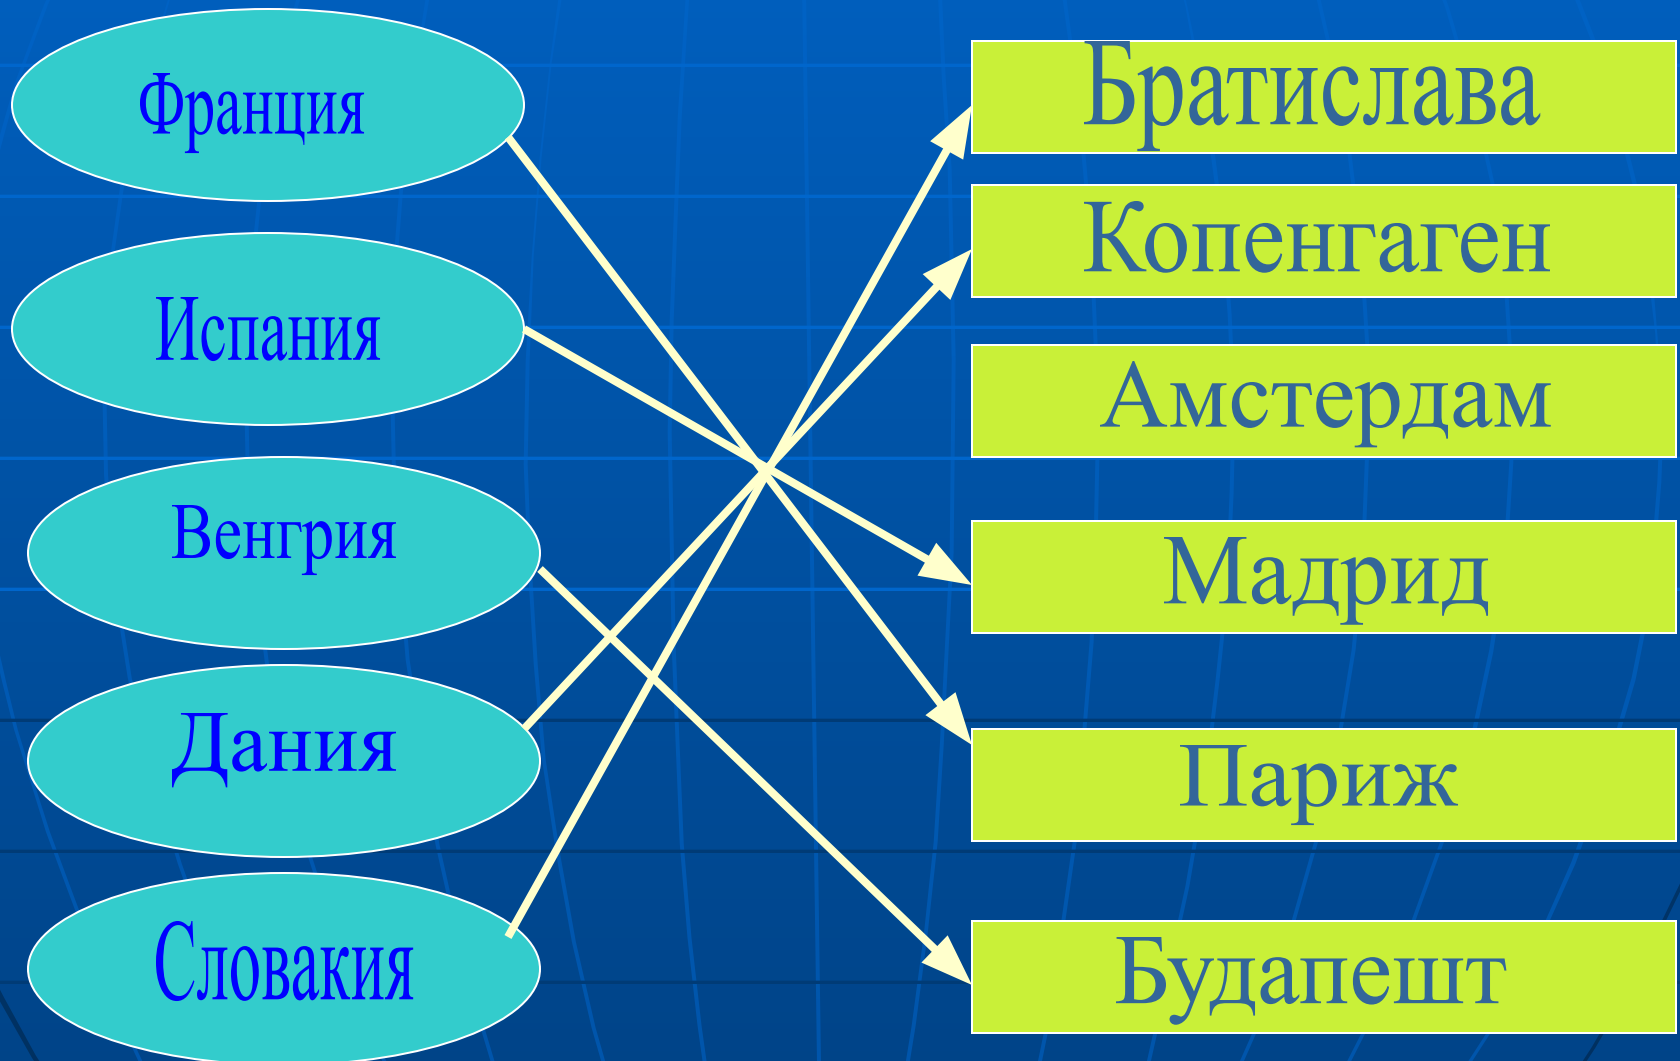 Франция
Испания
Венгрия
Дания
Словакия
Братислава
Копенгаген
Амстердам
Мадрид
Париж
Будапешт